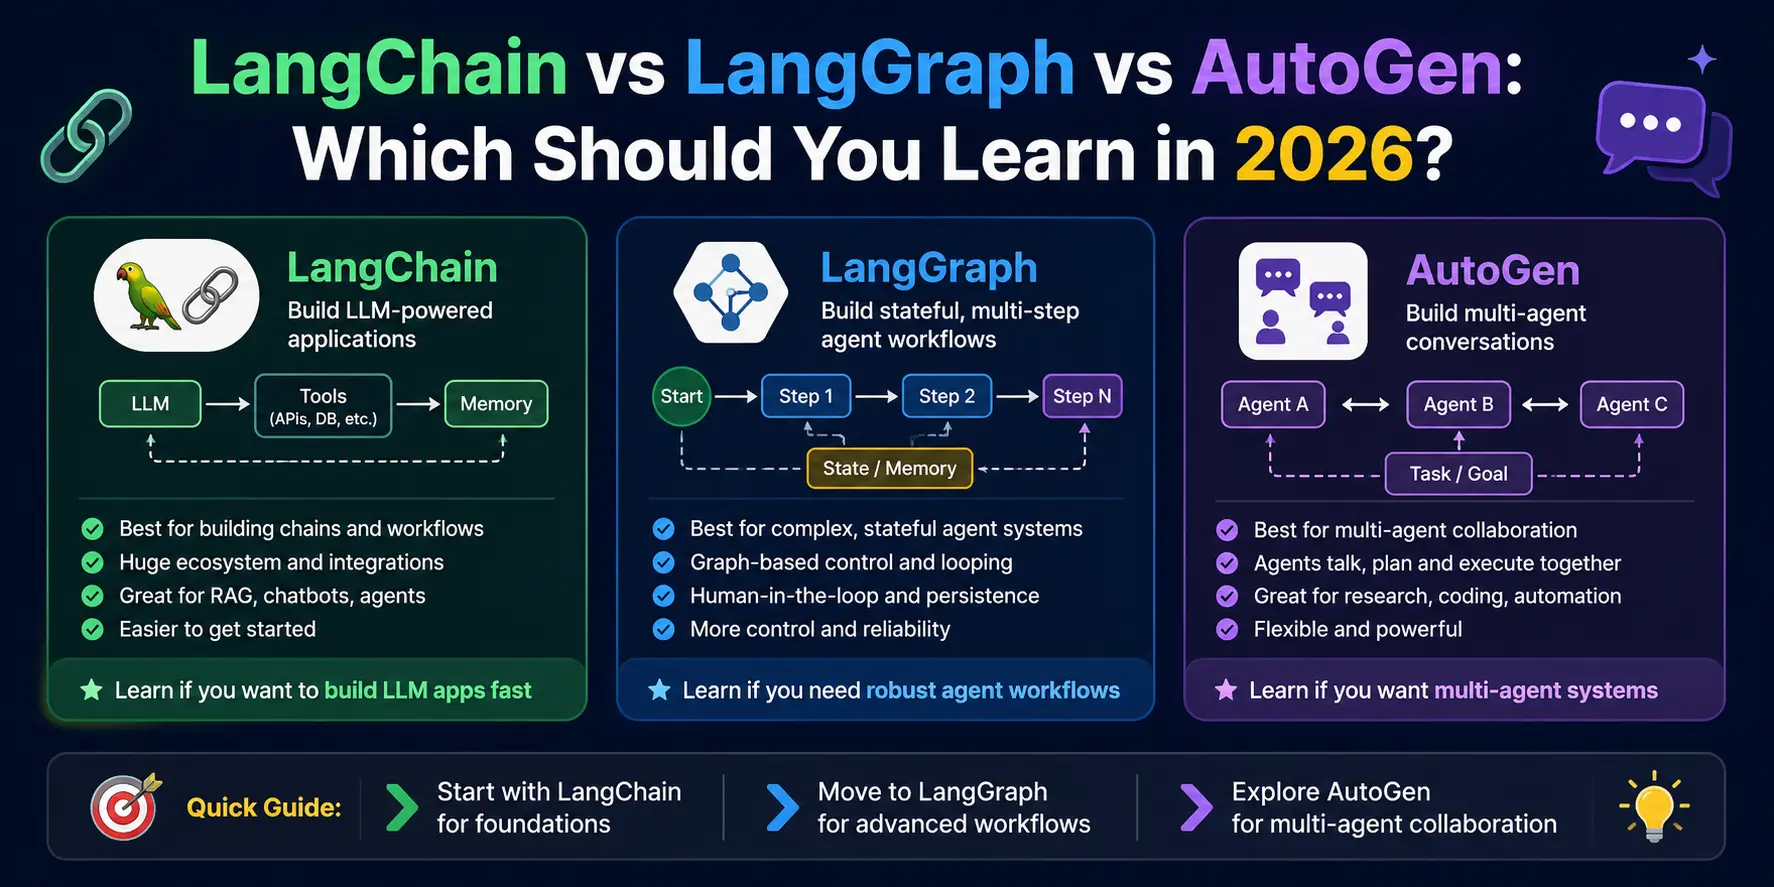 LangChain vs LangGraph vs AutoGen:
Which Should You Learn in 2026?
LangChain
Build LLM-powered
applications
LLM
Tools
(APIs, DB, etc.)
Memory
Best for building chains and workflows
Huge ecosystem and integrations
Great for RAG, chatbots, agents
Easier to get started
Learn if you want to build LLM apps fast
LangGraph
Build stateful, multi-step
agent workflows
Start
Step 1
Step 2
Step N
State / Memory
Best for complex, stateful agent systems
Graph-based control and looping
Human-in-the-loop and persistence
More control and reliability
Learn if you need robust agent workflows
AutoGen
Build multi-agent
conversations
Agent A
Agent B
Agent C
Task / Goal
Best for multi-agent collaboration
Agents talk, plan and execute together
Great for research, coding, automation
Flexible and powerful
Learn if you want multi-agent systems
Quick Guide:
Start with LangChain
for foundations
Move to LangGraph
for advanced workflows
Explore AutoGen
for multi-agent collaboration